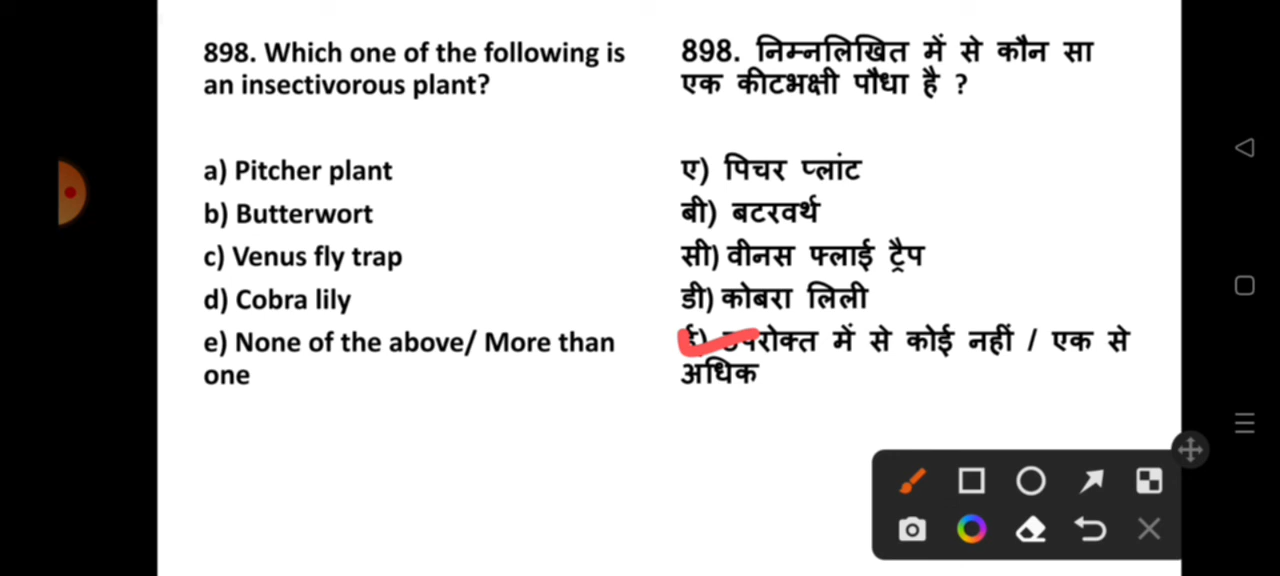 898. Which one of the following is
an insectivorous plant?
a) Pitcher plant
b) Butterwort
c) Venus fly trap
d) Cobra lily
e) None of the above/ More than
one
898. निम्नलिखित में से कौन सा
एक कीटभक्षी पौधा है ?
ए) पिचर प्लांट
बी) बटरवर्थ
सी) वीनस फ्लाई ट्रैप
डी) कोबरा लिली
ई) उपरोक्त में से कोई नहीं / एक से
अधिक